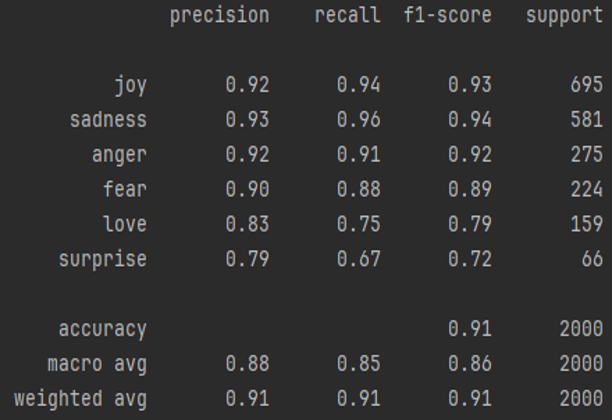 precision recall f1-score support
joy 0.92 0.94 0.93 695
sadness 0.93 0.96 0.94 581
anger 0.92 0.91 0.92 275
fear 0.90 0.88 0.89 224
love 0.83 0.75 0.79 159
surprise 0.79 0.67 0.72 66
accuracy 0.91 2000
macro avg 0.88 0.85 0.86 2000
weighted avg 0.91 0.91 0.91 2000